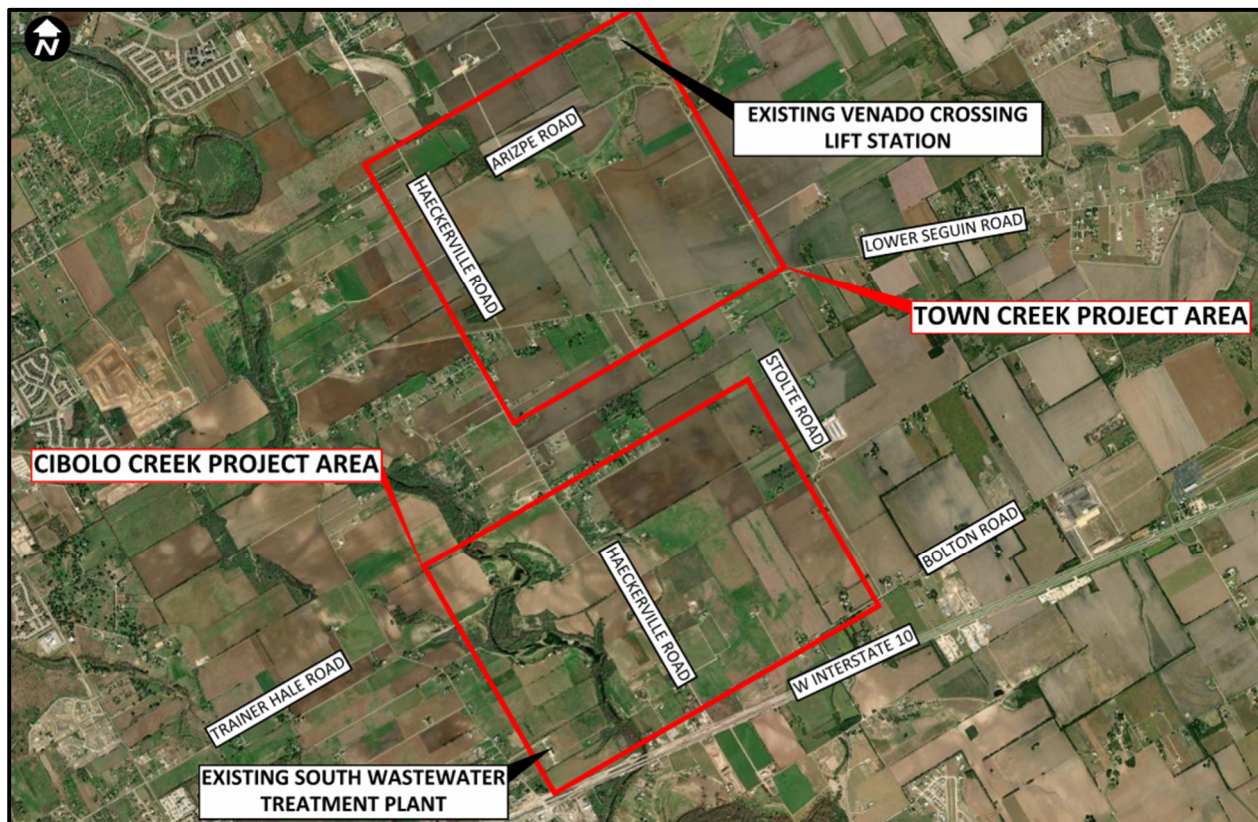 N
EXISTING VENADO CROSSING
LIFT STATION
ARIZPE ROAD
HAECKERVILLE ROAD
LOWER SEGUIN ROAD
TOWN CREEK PROJECT AREA
STOLTE ROAD
CIBOLO CREEK PROJECT AREA
BOLTON ROAD
HAECKERVILLE ROAD
W INTERSTATE 10
TRAINER HALE ROAD
EXISTING SOUTH WASTEWATER
TREATMENT PLANT